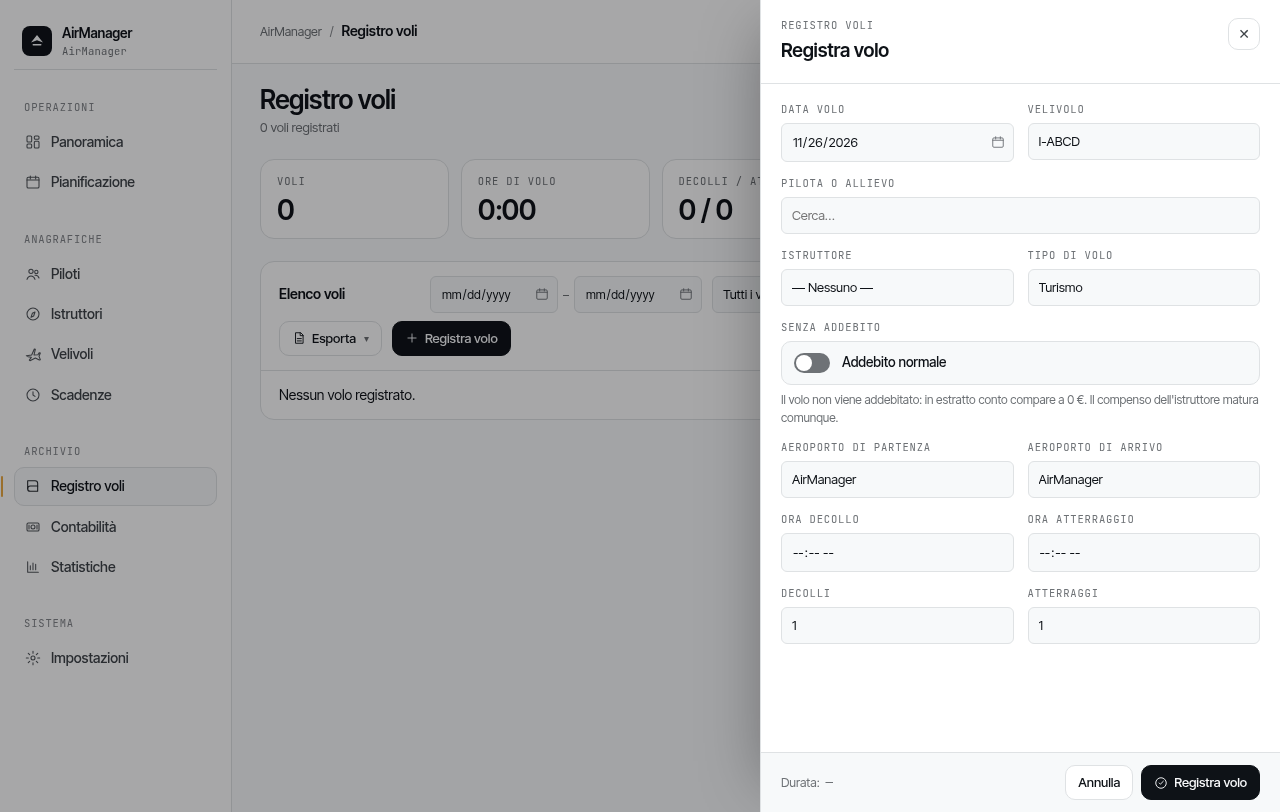 AirManager
AirManager
OPERAZIONI
Panoramica
Pianificazione
ANAGRAFICHE
Piloti
Istruttori
Velivoli
Scadenze
ARCHIVIO
Registro voli
Contabilità
Statistiche
SISTEMA
Impostazioni
AirManager / Registro voli
Registro voli
0 voli registrati
VOLI
0
ORE DI VOLO
0:00
DECOLLI / AT
0 / 0
Elenco voli
mm/dd/yyyy – mm/dd/yyyy
Tutti i v
Esporta ▾
Registra volo
Nessun volo registrato.
REGISTRO VOLI
Registra volo
DATA VOLO
11/26/2026
VELIVOLO
I-ABCD
PILOTA O ALLIEVO
Cerca...
ISTRUTTORE
— Nessuno —
TIPO DI VOLO
Turismo
SENZA ADDEBITO
Addebito normale
Il volo non viene addebitato: in estratto conto compare a 0 €. Il compenso dell'istruttore matura
comunque.
AEROPORTO DI PARTENZA
AirManager
AEROPORTO DI ARRIVO
AirManager
ORA DECOLLO
--:-- --
ORA ATTERRAGGIO
--:-- --
DECOLLI
1
ATTERRAGGI
1
Durata: —
Annulla
Registra volo